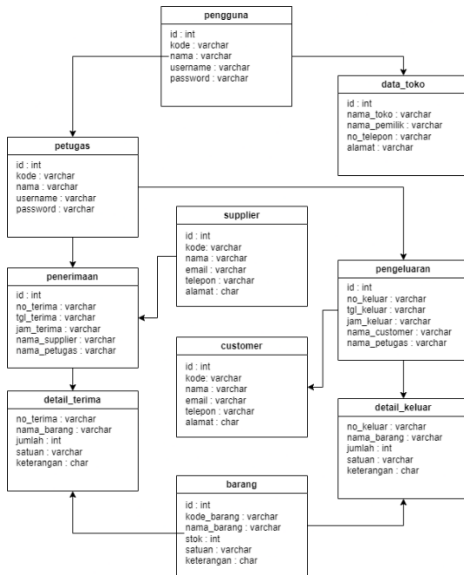 pengguna
id : int
kode : varchar
nama : varchar
username : varchar
password : varchar
data_toko
id : int
nama_toko : varchar
nama_pemilik : varchar
no_telepon : varchar
alamat : varchar
petugas
id : int
kode : varchar
nama : varchar
username : varchar
password : varchar
supplier
id : int
kode: varchar
nama : varchar
email : varchar
telepon : varchar
alamat : char
penerimaan
id : int
no_terima : varchar
tgl_terima : varchar
jam_terima : varchar
nama_supplier : varchar
nama_petugas : varchar
pengeluaran
id : int
no_keluar : varchar
tgl_keluar : varchar
jam_keluar : varchar
nama_customer : varchar
nama_petugas : varchar
customer
id : int
kode: varchar
nama : varchar
email : varchar
telepon : varchar
alamat : char
detail_terima
no_terima : varchar
nama_barang : varchar
jumlah : int
satuan : varchar
keterangan : char
detail_keluar
no_keluar : varchar
nama_barang : varchar
jumlah : int
satuan : varchar
keterangan : char
barang
id : int
kode_barang : varchar
nama_barang : varchar
stok : int
satuan : varchar
keterangan : char